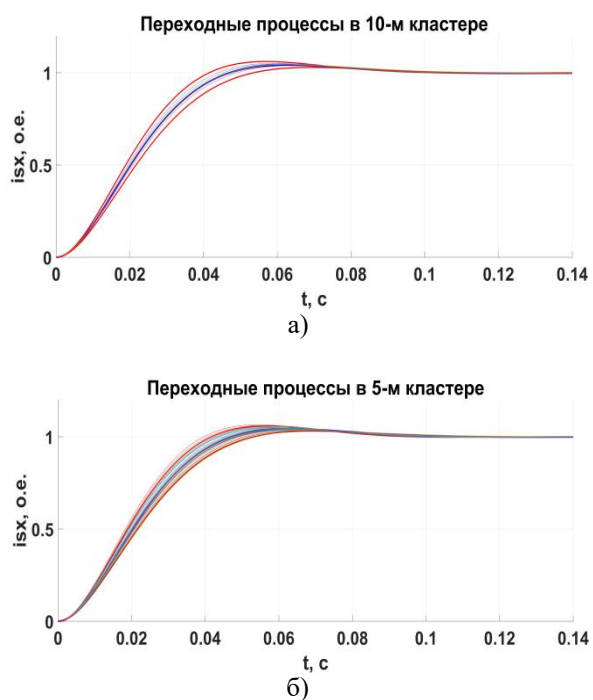 Переходные процессы в 10-м кластере
isx, о.е.
1
0.5
0
0 0.02 0.04 0.06 0.08 0.1 0.12 0.14
t, с
а)
Переходные процессы в 5-м кластере
isx, о.е.
1
0.5
0
0 0.02 0.04 0.06 0.08 0.1 0.12 0.14
t, с
б)